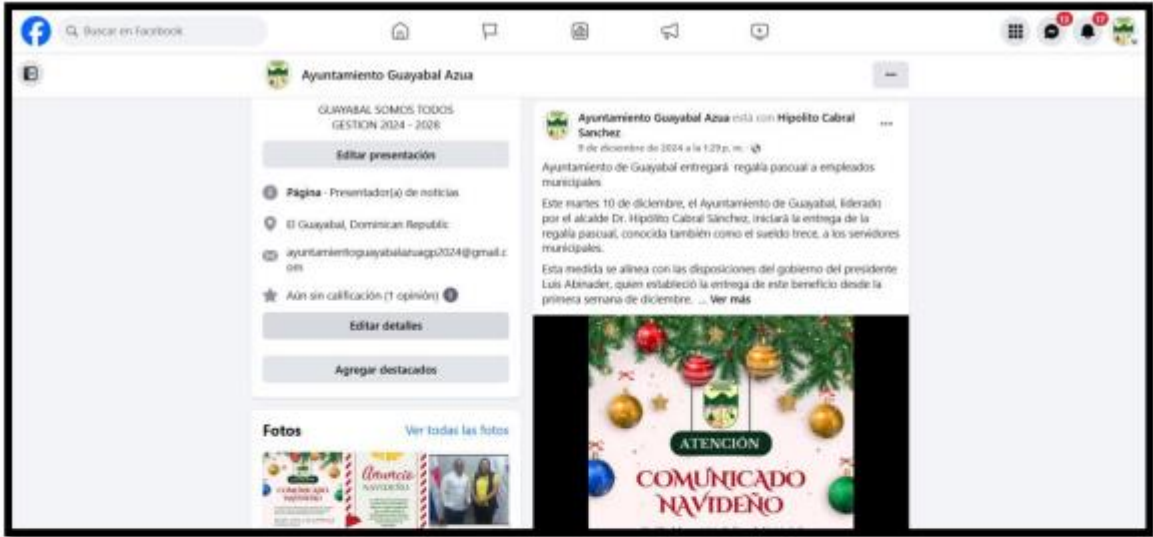 Buscar en Facebook
13
17
Ayuntamiento Guayabal Azua
GUAYABAL SOMOS TODOS
GESTION 2024 - 2028
Editar presentación
Página · Presentador(a) de noticias
El Guayabal, Dominican Republic
ayuntamientoguayabalazuagp2024@gmail.c
om
Aún sin calificación (1 opinión)
Editar detalles
Agregar destacados
Fotos
Ver todas las fotos
COMUNICADO
NAVIDEÑO
Anuncio
NAVIDEÑO
Ayuntamiento Guayabal Azua está con Hipolito Cabral
Sanchez
9 de diciembre de 2024 a la 1:29 p. m.
Ayuntamiento de Guayabal entregará regalía pascual a empleados
municipales
Este martes 10 de diciembre, el Ayuntamiento de Guayabal, liderado
por el alcalde Dr. Hipólito Cabral Sánchez, iniciará la entrega de la
regalía pascual, conocida también como el sueldo trece, a los servidores
municipales.
Esta medida se alinea con las disposiciones del gobierno del presidente
Luis Abinader, quien estableció la entrega de este beneficio desde la
primera semana de diciembre. ... Ver más
ATENCIÓN
COMUNICADO
NAVIDEÑO